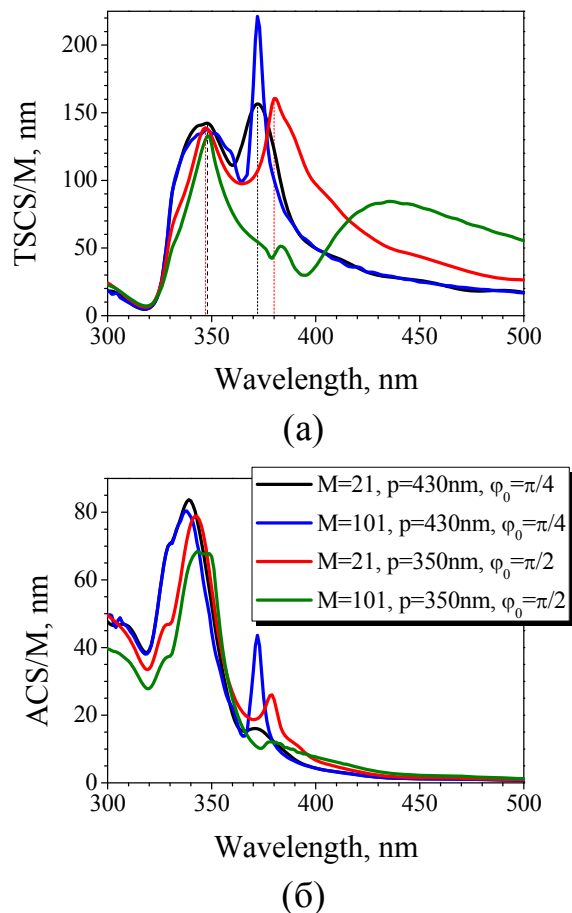 200
150
100
50
0
TSCS/M, nm
300 350 400 450 500
Wavelength, nm
(a)
80
60
40
20
0
ACS/M, nm
M=21, p=430nm, φ₀=π/4
M=101, p=430nm, φ₀=π/4
M=21, p=350nm, φ₀=π/2
M=101, p=350nm, φ₀=π/2
300 350 400 450 500
Wavelength, nm
(б)